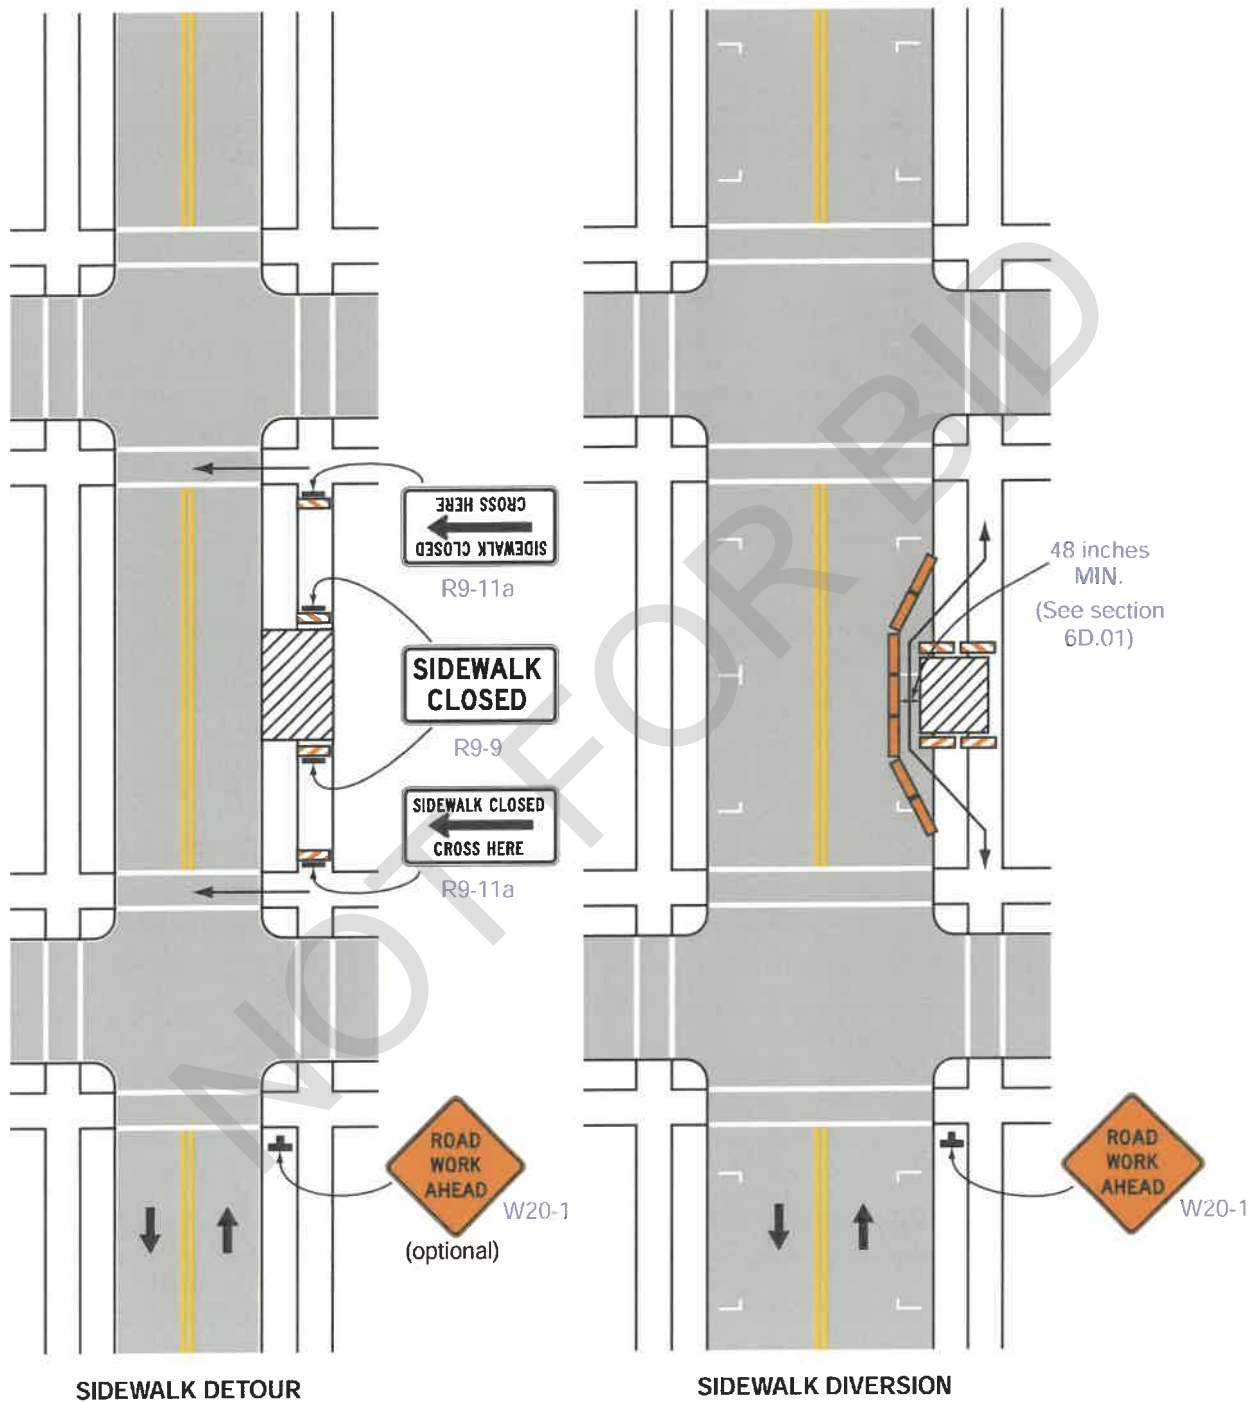 CROSS HERE
SIDEWALK CLOSED
R9-11a
SIDEWALK
CLOSED
R9-9
SIDEWALK CLOSED
CROSS HERE
R9-11a
ROAD
WORK
AHEAD
W20-1
(optional)
SIDEWALK DETOUR
48 inches
MIN.
(See section
6D.01)
ROAD
WORK
AHEAD
W20-1
SIDEWALK DIVERSION
NOT FOR BID